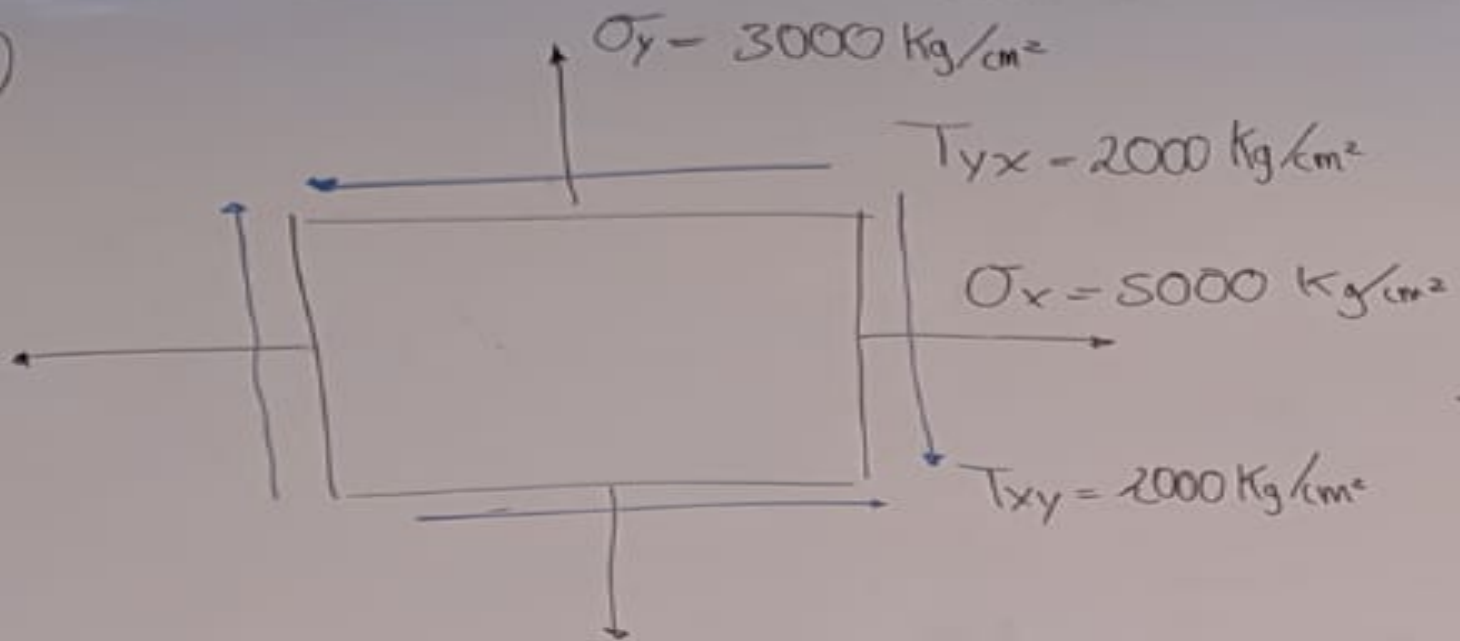 )
σy - 3000 Kg/cm²
Tyx - 2000 Kg/cm²
σx = 5000 Kg/cm²
Txy = 2000 Kg/cm²